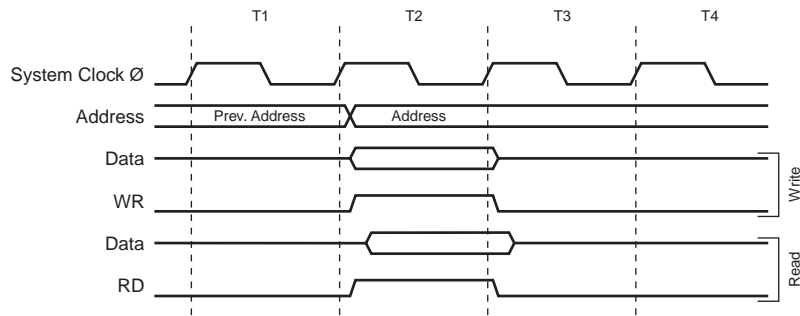 T1 T2 T3 T4
System Clock Ø
Address Prev. Address Address
Data
WR
Write
Data
RD
Read